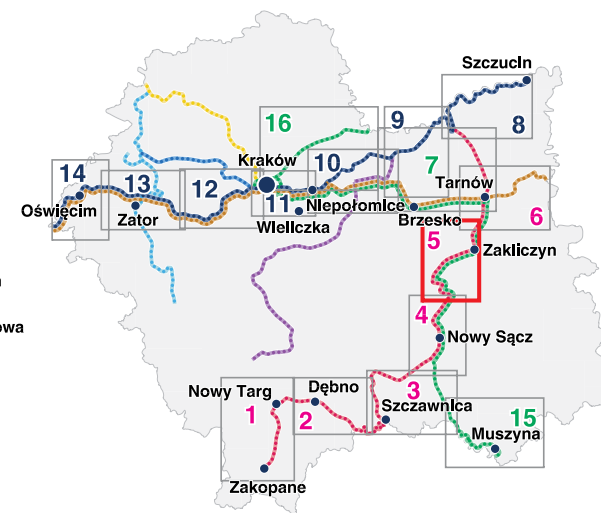 Szczucin
16
9
8
Kraków
10
7
14
13
12
Tarnów
11
Niepołomice
Oświęcim
Zator
Wieliczka
Brzesko
6
5
Zakliczyn
a
owa
4
Nowy Sącz
Nowy Targ
Dębno
3
1
2
Szczawnica
15
Muszyna
Zakopane